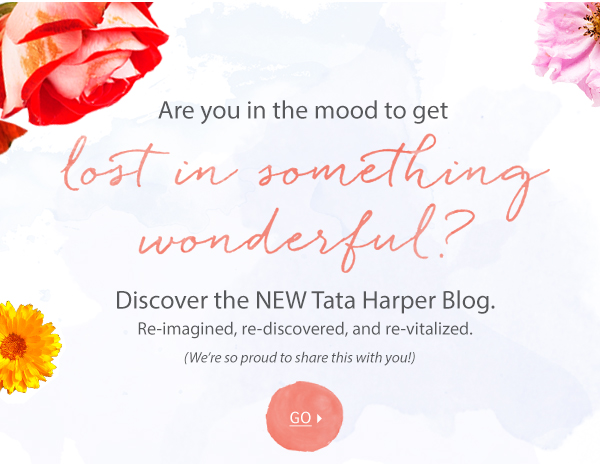 Are you in the mood to get
lost in something
wonderful?
Discover the NEW Tata Harper Blog.
Re-imagined, re-discovered, and re-vitalized.
(We're so proud to share this with you!)
GO